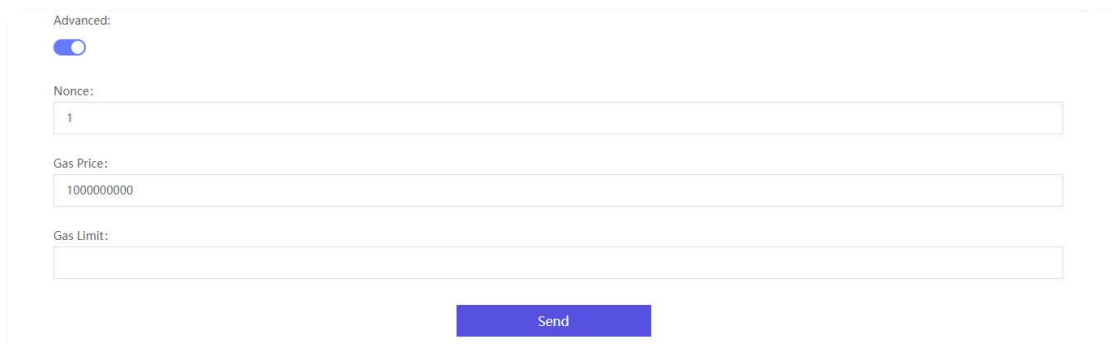 Advanced:
Nonce:
1
Gas Price:
1000000000
Gas Limit:
Send